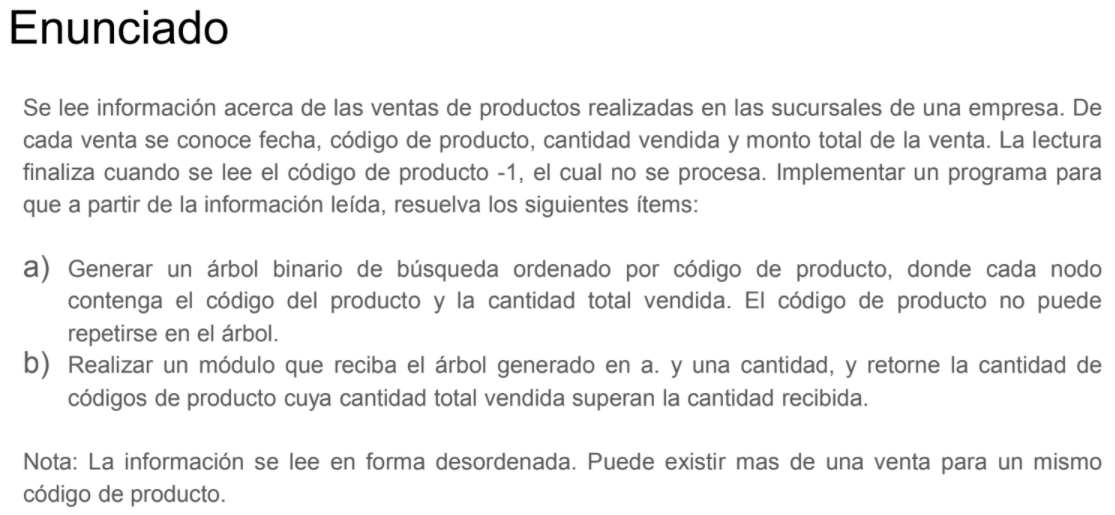 Enunciado
Se lee información acerca de las ventas de productos realizadas en las sucursales de una empresa. De
cada venta se conoce fecha, código de producto, cantidad vendida y monto total de la venta. La lectura
finaliza cuando se lee el código de producto -1, el cual no se procesa. Implementar un programa para
que a partir de la información leída, resuelva los siguientes ítems:
a) Generar un árbol binario de búsqueda ordenado por código de producto, donde cada nodo
contenga el código del producto y la cantidad total vendida. El código de producto no puede
repetirse en el árbol.
b) Realizar un módulo que reciba el árbol generado en a. y una cantidad, y retorne la cantidad de
códigos de producto cuya cantidad total vendida superan la cantidad recibida.
Nota: La información se lee en forma desordenada. Puede existir mas de una venta para un mismo
código de producto.